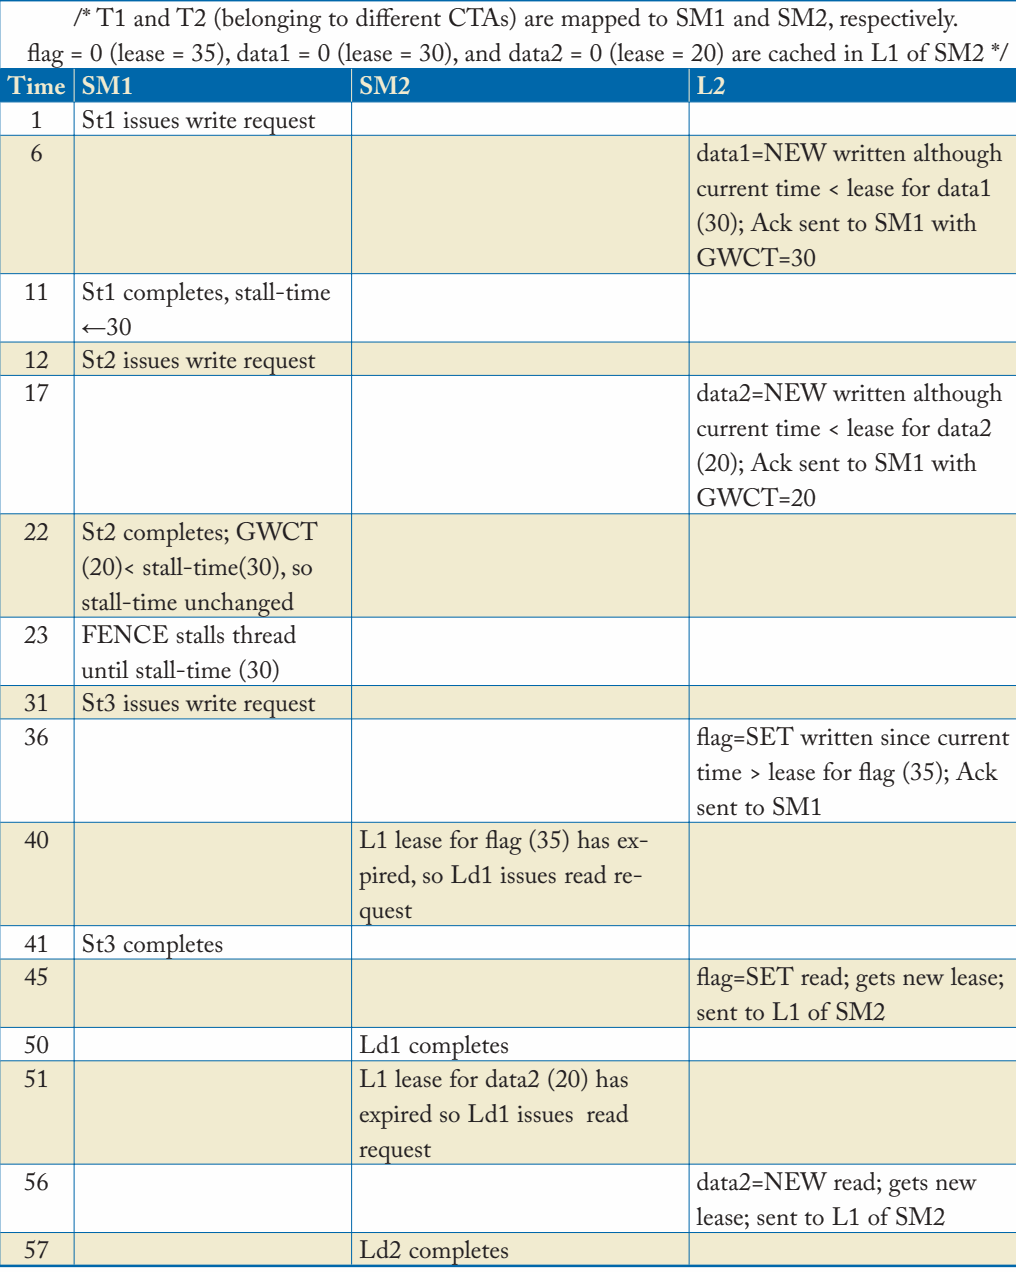 /* T1 and T2 (belonging to different CTAs) are mapped to SM1 and SM2, respectively.
flag = 0 (lease = 35), data1 = 0 (lease = 30), and data2 = 0 (lease = 20) are cached in L1 of SM2 */
Time SM1 SM2 L2
1 St1 issues write request
6 data1=NEW written although
current time < lease for data1
(30); Ack sent to SM1 with
GWCT=30
11 St1 completes, stall-time
←30
12 St2 issues write request
17 data2=NEW written although
current time < lease for data2
(20); Ack sent to SM1 with
GWCT=20
22 St2 completes; GWCT
(20)< stall-time(30), so
stall-time unchanged
23 FENCE stalls thread
until stall-time (30)
31 St3 issues write request
36 flag=SET written since current
time > lease for flag (35); Ack
sent to SM1
40 L1 lease for flag (35) has ex-
pired, so Ld1 issues read re-
quest
41 St3 completes
45 flag=SET read; gets new lease;
sent to L1 of SM2
50 Ld1 completes
51 L1 lease for data2 (20) has
expired so Ld1 issues read
request
56 data2=NEW read; gets new
lease; sent to L1 of SM2
57 Ld2 completes